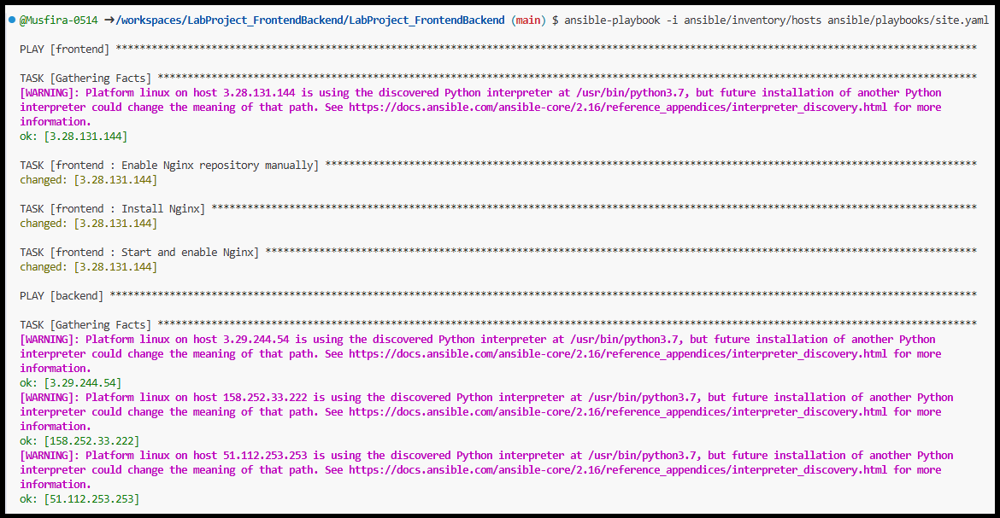 @Musfira-0514 ➜/workspaces/LabProject_FrontendBackend/LabProject_FrontendBackend (main) $ ansible-playbook -i ansible/inventory/hosts ansible/playbooks/site.yaml
PLAY [frontend] ************************************************************************************************************************************************
TASK [Gathering Facts] *****************************************************************************************************************************************
[WARNING]: Platform linux on host 3.28.131.144 is using the discovered Python interpreter at /usr/bin/python3.7, but future installation of another Python
interpreter could change the meaning of that path. See https://docs.ansible.com/ansible-core/2.16/reference_appendices/interpreter_discovery.html for more
information.
ok: [3.28.131.144]
TASK [frontend : Enable Nginx repository manually] *************************************************************************************************************
changed: [3.28.131.144]
TASK [frontend : Install Nginx] ********************************************************************************************************************************
changed: [3.28.131.144]
TASK [frontend : Start and enable Nginx] ***********************************************************************************************************************
changed: [3.28.131.144]
PLAY [backend] *************************************************************************************************************************************************
TASK [Gathering Facts] *****************************************************************************************************************************************
[WARNING]: Platform linux on host 3.29.244.54 is using the discovered Python interpreter at /usr/bin/python3.7, but future installation of another Python
interpreter could change the meaning of that path. See https://docs.ansible.com/ansible-core/2.16/reference_appendices/interpreter_discovery.html for more
information.
ok: [3.29.244.54]
[WARNING]: Platform linux on host 158.252.33.222 is using the discovered Python interpreter at /usr/bin/python3.7, but future installation of another Python
interpreter could change the meaning of that path. See https://docs.ansible.com/ansible-core/2.16/reference_appendices/interpreter_discovery.html for more
information.
ok: [158.252.33.222]
[WARNING]: Platform linux on host 51.112.253.253 is using the discovered Python interpreter at /usr/bin/python3.7, but future installation of another Python
interpreter could change the meaning of that path. See https://docs.ansible.com/ansible-core/2.16/reference_appendices/interpreter_discovery.html for more
information.
ok: [51.112.253.253]